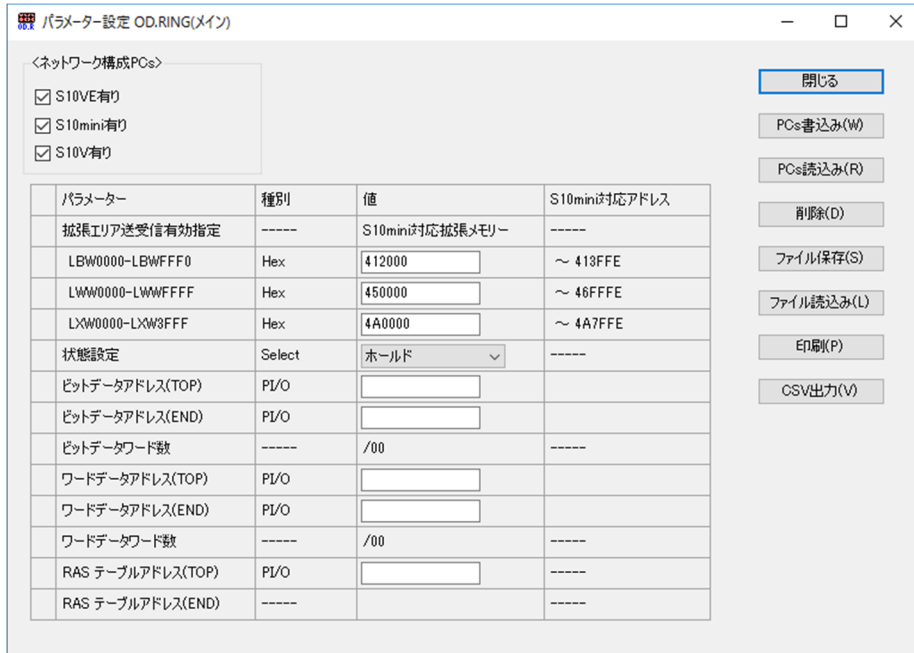 OD.R パラメーター設定 OD.RING(メイン)
<ネットワーク構成PCs>
S10VE有り
S10mini有り
S10V有り
閉じる
PCs書込み(W)
PCs読込み(R)
削除(D)
ファイル保存(S)
ファイル読込み(L)
印刷(P)
CSV出力(V)
パラメーター 種別 値 S10mini対応アドレス
拡張エリア送受信有効指定 ----- S10mini対応拡張メモリー -----
LBW0000-LBWFFF0 Hex 412000 ～ 413FFE
LWW0000-LWWFFFF Hex 450000 ～ 46FFFE
LXW0000-LXW3FFF Hex 4A0000 ～ 4A7FFE
状態設定 Select ホールド -----
ビットデータアドレス(TOP) PI/O
ビットデータアドレス(END) PI/O
ビットデータワード数 ----- /00 -----
ワードデータアドレス(TOP) PI/O
ワードデータアドレス(END) PI/O
ワードデータワード数 ----- /00 -----
RAS テーブルアドレス(TOP) PI/O -----
RAS テーブルアドレス(END) ----- -----